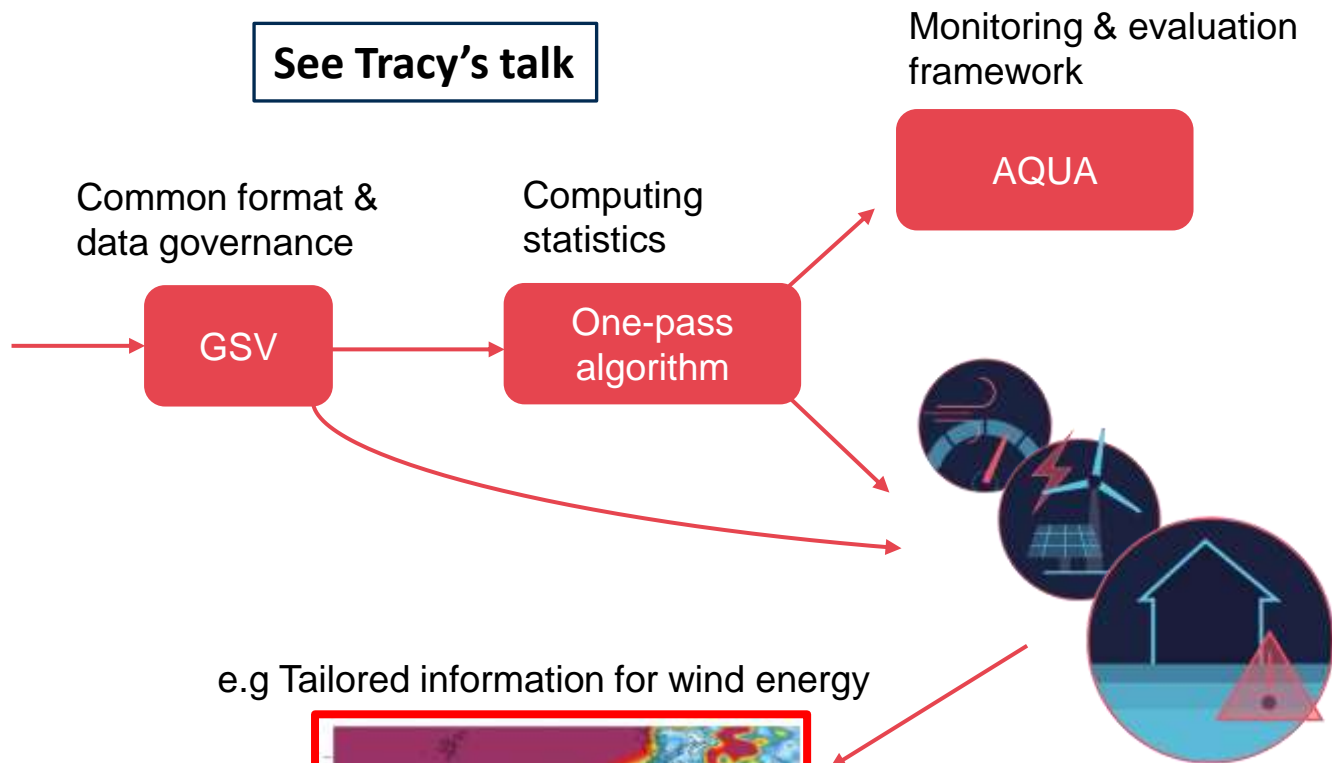 See Tracy’s talk
Monitoring & evaluation
framework
AQUA
Common format &
data governance
GSV
Computing
statistics
One-pass
algorithm
e.g Tailored information for wind energy